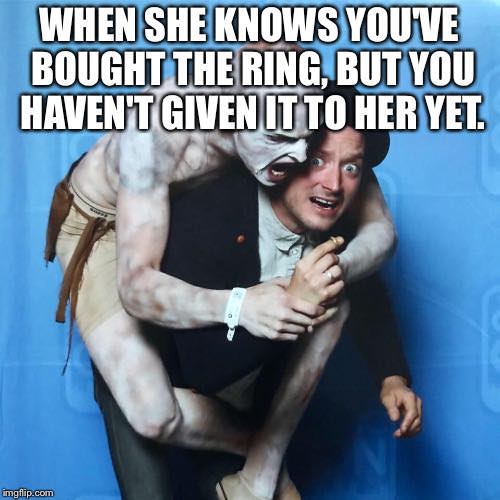 WHEN SHE KNOWS YOU'VE
BOUGHT THE RING, BUT YOU
HAVEN'T GIVEN IT TO HER YET.
imgflip.com